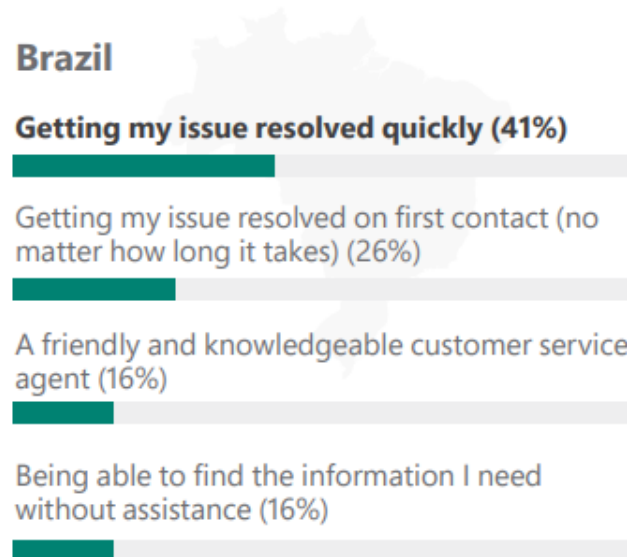 Brazil
Getting my issue resolved quickly (41%)
Getting my issue resolved on first contact (no
matter how long it takes) (26%)
A friendly and knowledgeable customer service
agent (16%)
Being able to find the information I need
without assistance (16%)